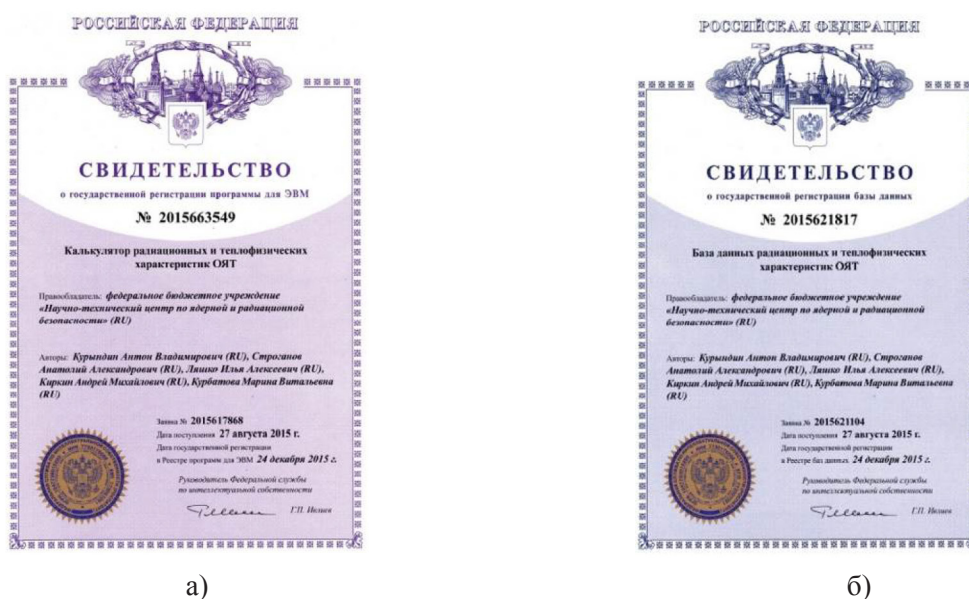 РОССИЙСКАЯ ФЕДЕРАЦИЯ
СВИДЕТЕЛЬСТВО
о государственной регистрации программы для ЭВМ
№ 2015663549
Калькулятор радиационных и теплофизических
характеристик ОЯТ
Правообладатель: федеральное бюджетное учреждение
«Научно-технический центр по ядерной и радиационной
безопасности» (RU)
Авторы: Курындин Антон Владимирович (RU), Строганов
Анатолий Александрович (RU), Ляшко Илья Алексеевич (RU),
Киркин Андрей Михайлович (RU), Курбатова Марина Витальевна
(RU)
Заявка № 2015617868
Дата поступления 27 августа 2015 г.
Дата государственной регистрации
в Реестре программ для ЭВМ 24 декабря 2015 г.
Руководитель Федеральной службы
по интеллектуальной собственности
Г.П. Ивлиев
а)
РОССИЙСКАЯ ФЕДЕРАЦИЯ
СВИДЕТЕЛЬСТВО
о государственной регистрации базы данных
№ 2015621817
База данных радиационных и теплофизических
характеристик ОЯТ
Правообладатель: федеральное бюджетное учреждение
«Научно-технический центр по ядерной и радиационной
безопасности» (RU)
Авторы: Курындин Антон Владимирович (RU), Строганов
Анатолий Александрович (RU), Ляшко Илья Алексеевич (RU),
Киркин Андрей Михайлович (RU), Курбатова Марина Витальевна
(RU)
Заявка № 2015621104
Дата поступления 27 августа 2015 г.
Дата государственной регистрации
в Реестре баз данных 24 декабря 2015 г.
Руководитель Федеральной службы
по интеллектуальной собственности
Г.П. Ивлиев
б)